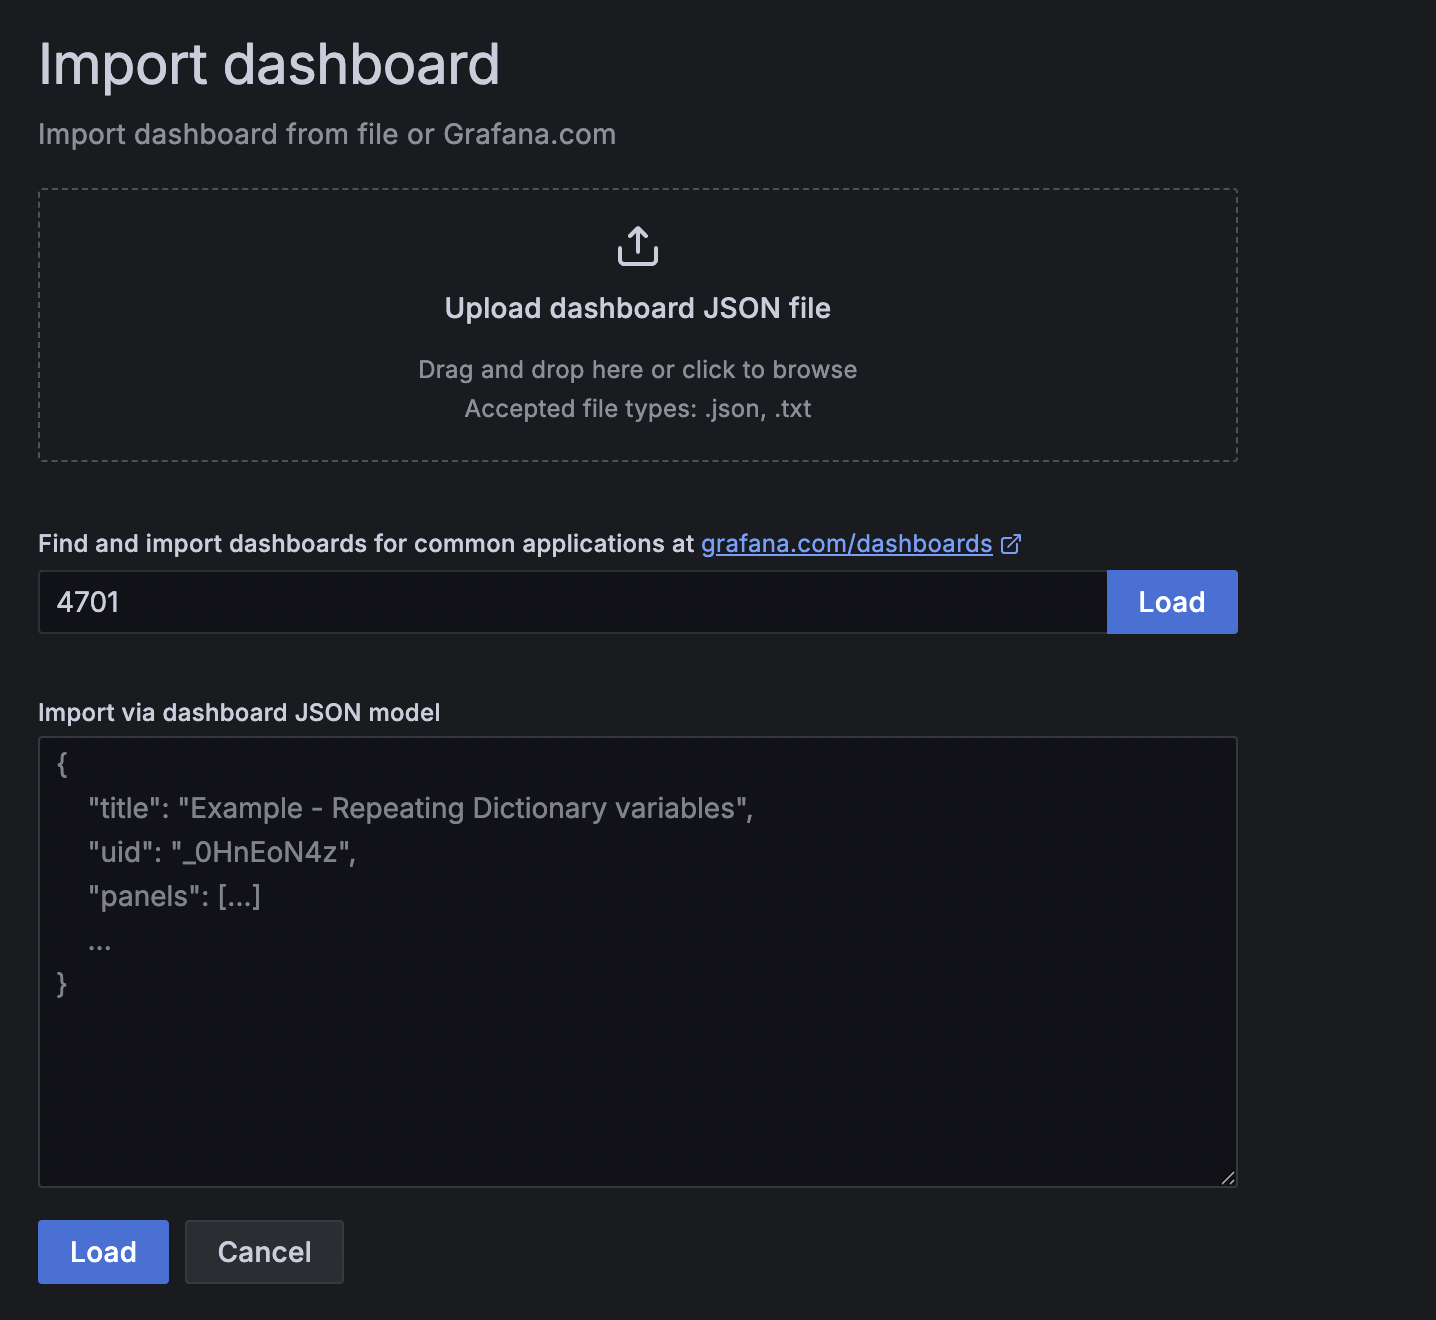 Import dashboard
Import dashboard from file or Grafana.com
Upload dashboard JSON file
Drag and drop here or click to browse
Accepted file types: .json, .txt
Find and import dashboards for common applications at grafana.com/dashboards
4701
Load
Import via dashboard JSON model
{
"title": "Example - Repeating Dictionary variables",
"uid": "_0HnEoN4z",
"panels": [...]
...
}
Load
Cancel